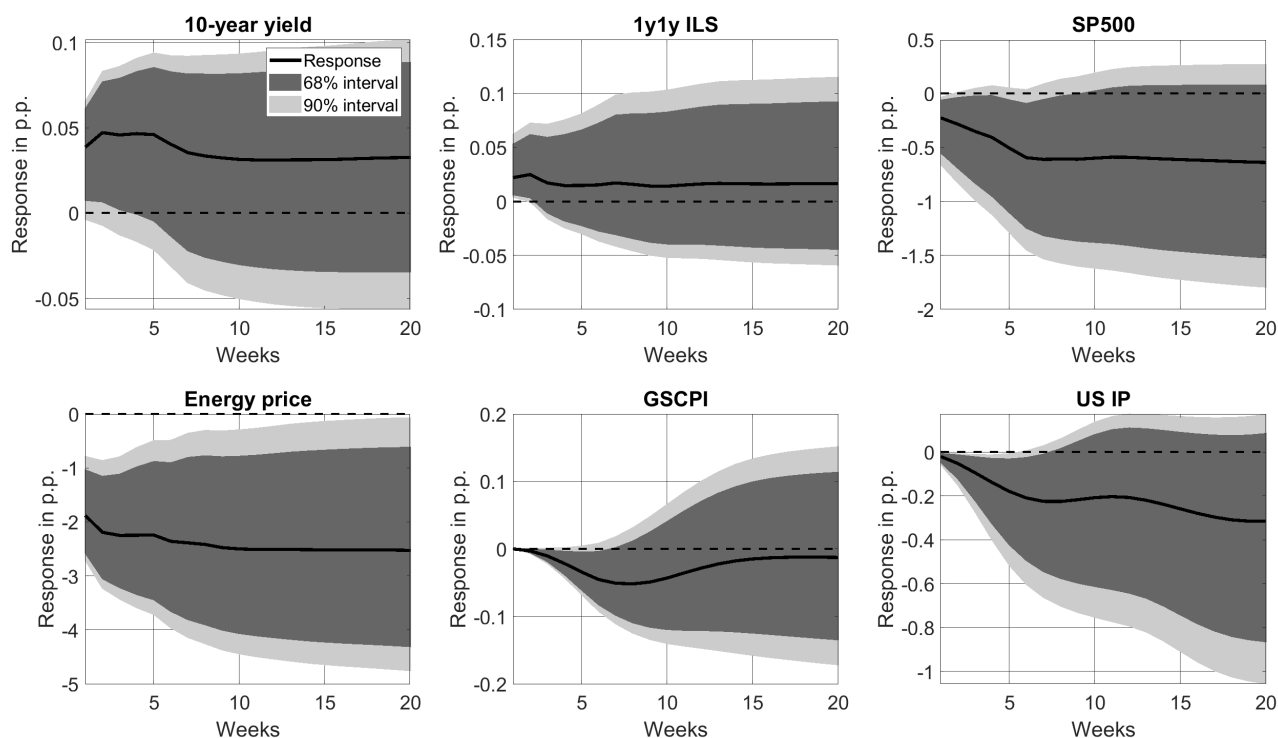 10-year yield
Response in p.p.
0.1
0.05
0
-0.05
5
10
15
20
Weeks
Response
68% interval
90% interval
1y1y ILS
Response in p.p.
0.15
0.1
0.05
0
-0.05
-0.1
5
10
15
20
Weeks
SP500
Response in p.p.
0.5
0
-0.5
-1
-1.5
-2
5
10
15
20
Weeks
Energy price
Response in p.p.
0
-1
-2
-3
-4
-5
5
10
15
20
Weeks
GSCPI
Response in p.p.
0.2
0.1
0
-0.1
-0.2
5
10
15
20
Weeks
US IP
Response in p.p.
0
-0.2
-0.4
-0.6
-0.8
-1
5
10
15
20
Weeks